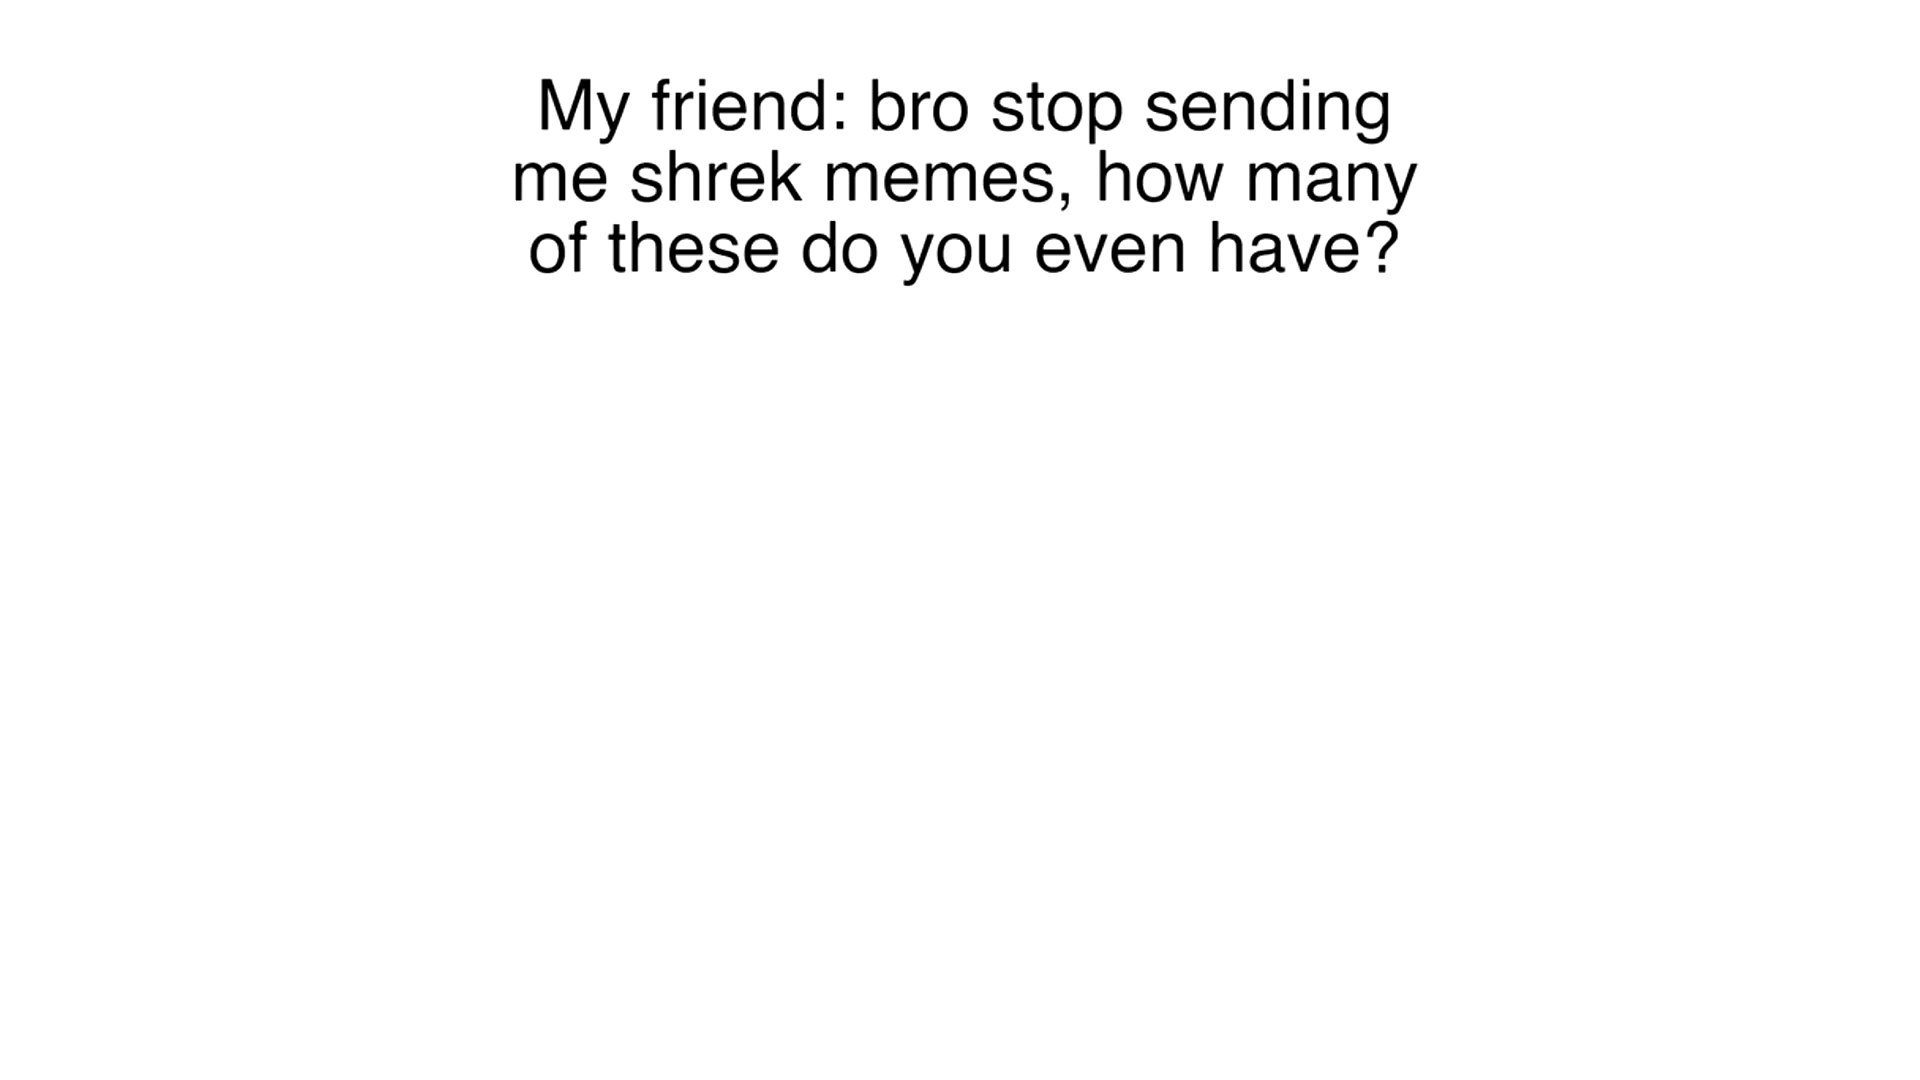 My friend: bro stop sending
me shrek memes, how many
of these do you even have?